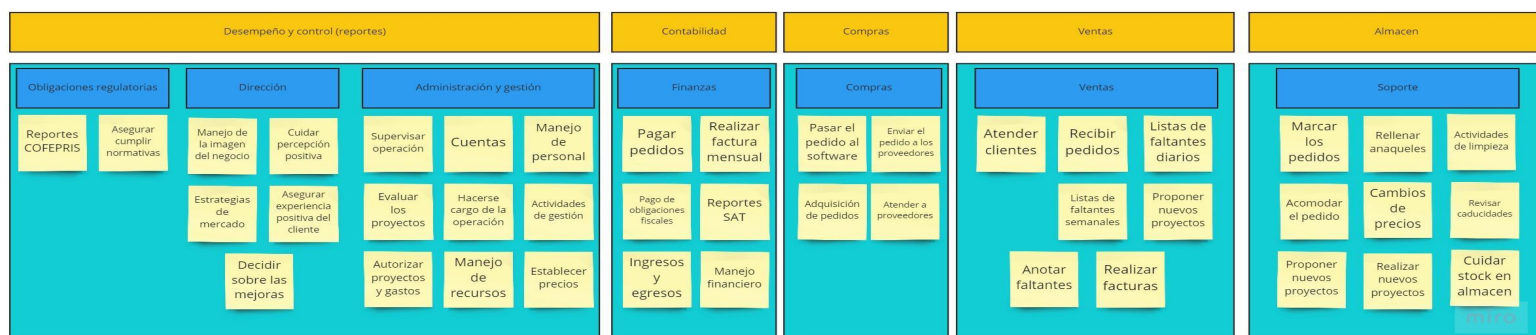 Desempeño y control (reportes)
Contabilidad
Compras
Ventas
Almacen
Obligaciones regulatorias
Dirección
Administración y gestión
Finanzas
Compras
Ventas
Soporte
Reportes
COFEPRIS
Asegurar
cumplir
normativas
Manejo de
la imagen
del negocio
Cuidar
percepción
positiva
Estrategias
de
mercado
Asegurar
experiencia
positiva del
cliente
Decidir
sobre las
mejoras
Supervisar
operación
Cuentas
Manejo
de
personal
Evaluar
los
proyectos
Hacerse
cargo de la
operación
Actividades
de gestión
Autorizar
proyectos
y gastos
Manejo
de
recursos
Establecer
precios
Pagar
pedidos
Realizar
factura
mensual
Pago de
obligaciones
fiscales
Reportes
SAT
Ingresos
y
egresos
Manejo
financiero
Pasar el
pedido al
software
Enviar el
pedido a los
proveedores
Adquisición
de pedidos
Atender a
proveedores
Atender
clientes
Recibir
pedidos
Listas de
faltantes
diarios
Listas de
faltantes
semanales
Proponer
nuevos
proyectos
Anotar
faltantes
Realizar
facturas
Marcar
los
pedidos
Rellenar
anaqueles
Actividades
de limpieza
Acomodar
el pedido
Cambios
de
precios
Revisar
caducidades
Proponer
nuevos
proyectos
Realizar
nuevos
proyectos
Cuidar
stock en
almacen
miro